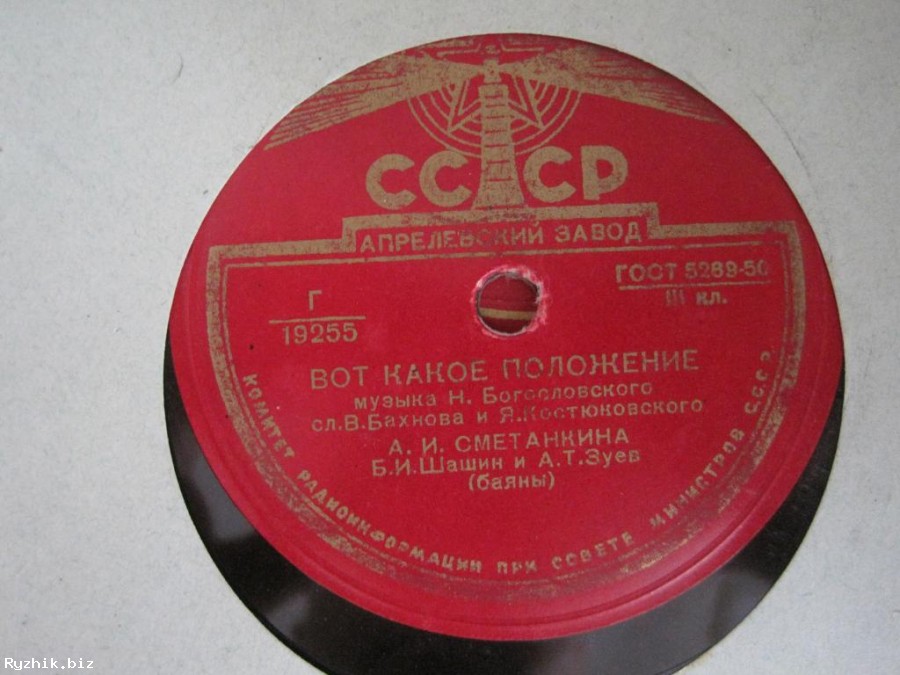 СССР
АПРЕЛЕВСКИЙ ЗАВОД
Г
19255
ГОСТ 5289-50
III кл.
ВОТ КАКОЕ ПОЛОЖЕНИЕ
музыка Н. Богословского
сл. В. Бахнова и Я. Костюковского
А. И. СМЕТАНКИНА
Б. И. Шашин и А. Т. Зуев
(баяны)
КОМИТЕТ РАДИОИНФОРМАЦИИ ПРИ СОВЕТЕ МИНИСТРОВ СССР
Ryzhik.biz